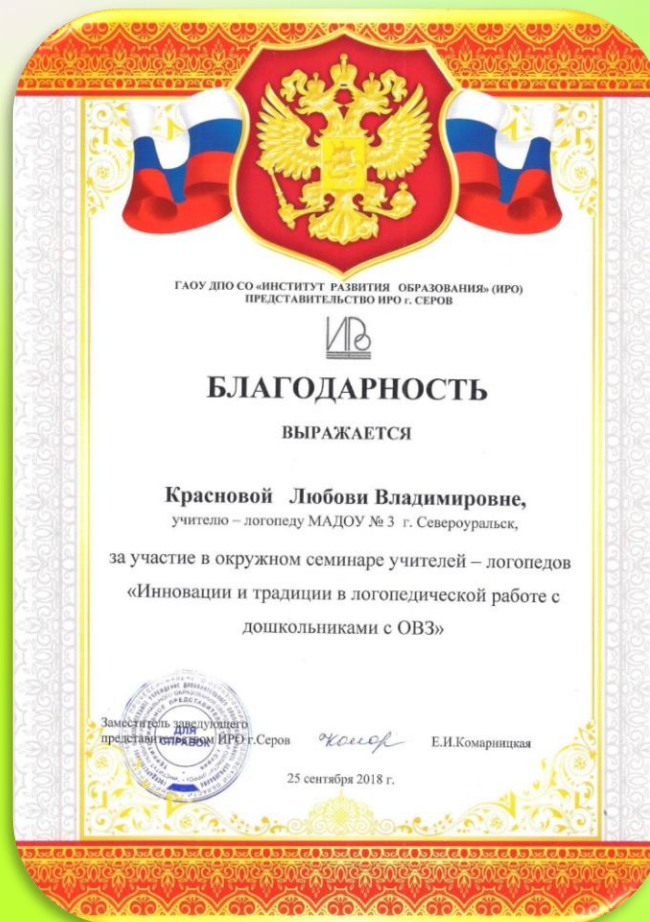 ГАОУ ДПО СО «ИНСТИТУТ РАЗВИТИЯ ОБРАЗОВАНИЯ» (ИРО)
ПРЕДСТАВИТЕЛЬСТВО ИРО г. СЕРОВ
ИРО
БЛАГОДАРНОСТЬ
ВЫРАЖАЕТСЯ
Красновой Любови Владимировне,
учителю – логопеду МАДОУ № 3 г. Североуральск,
за участие в окружном семинаре учителей – логопедов
«Инновации и традиции в логопедической работе с
дошкольниками с ОВЗ»
Заместитель заведующего
представительством ИРО г.Серов
Е.И.Комарницкая
ДЛЯ
СПРАВОК
25 сентября 2018 г.